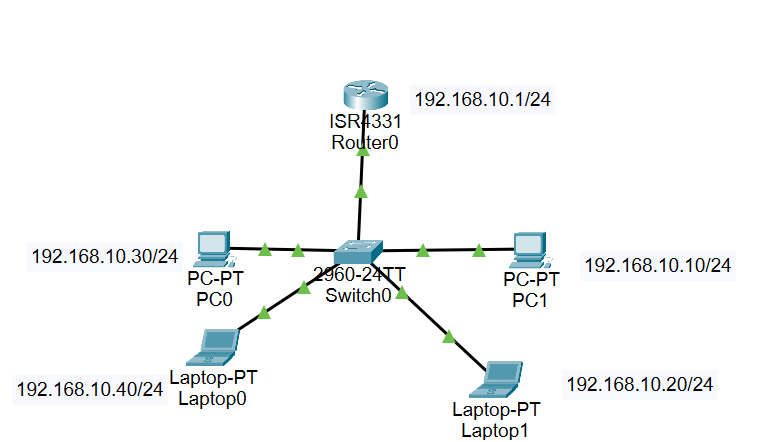 192.168.10.1/24
ISR4331
Router0
192.168.10.30/24
PC-PT
PC0
2960-24TT
Switch0
PC-PT
PC1
192.168.10.10/24
192.168.10.40/24
Laptop-PT
Laptop0
Laptop-PT
Laptop1
192.168.10.20/24